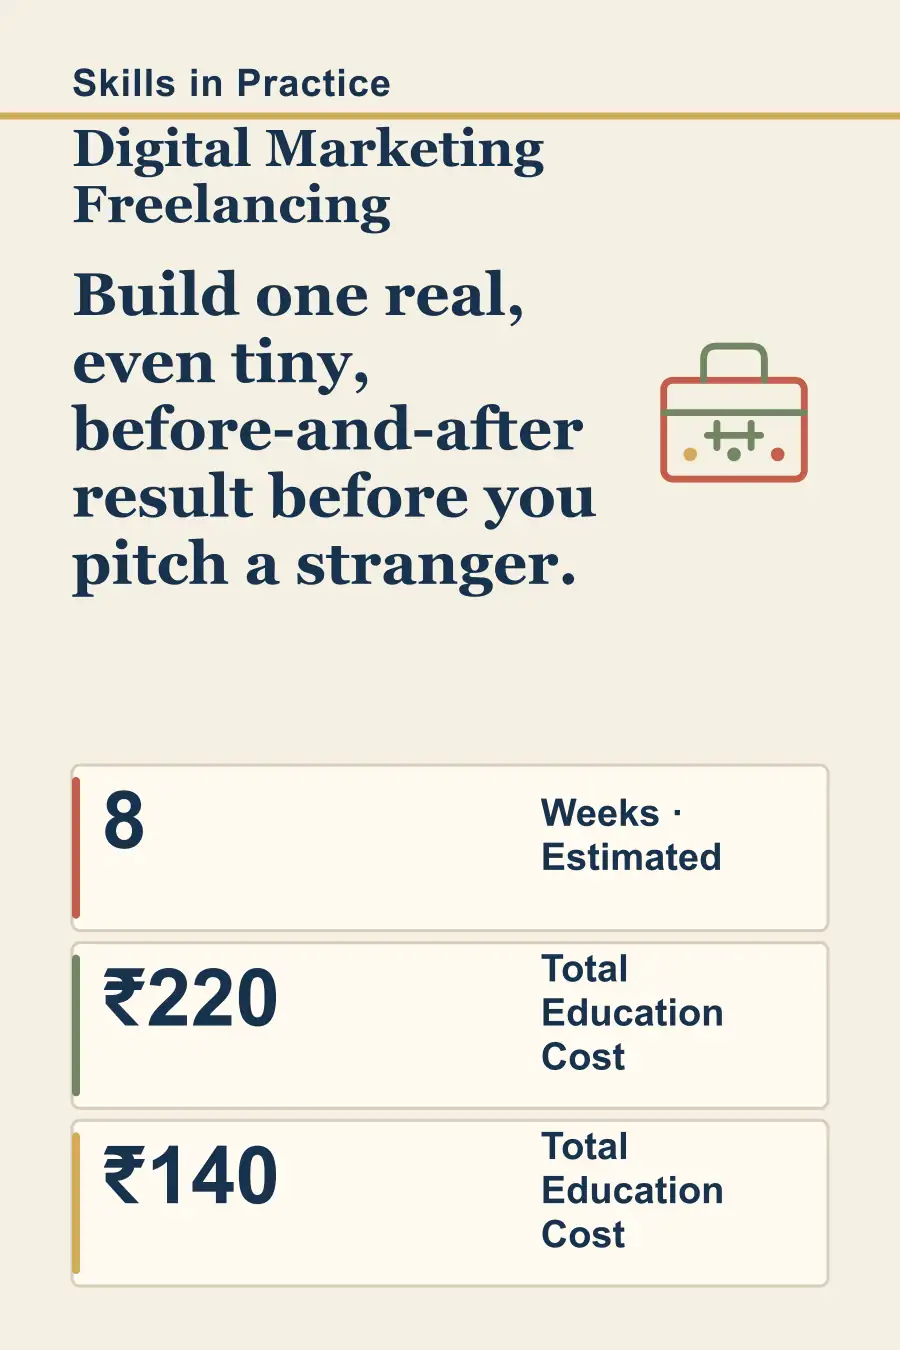 Skills in Practice
Digital Marketing
Freelancing
Build one real,
even tiny,
before-and-after
result before you
pitch a stranger.
8
Weeks ·
Estimated
₹220
Total
Education
Cost
₹140
Total
Education
Cost